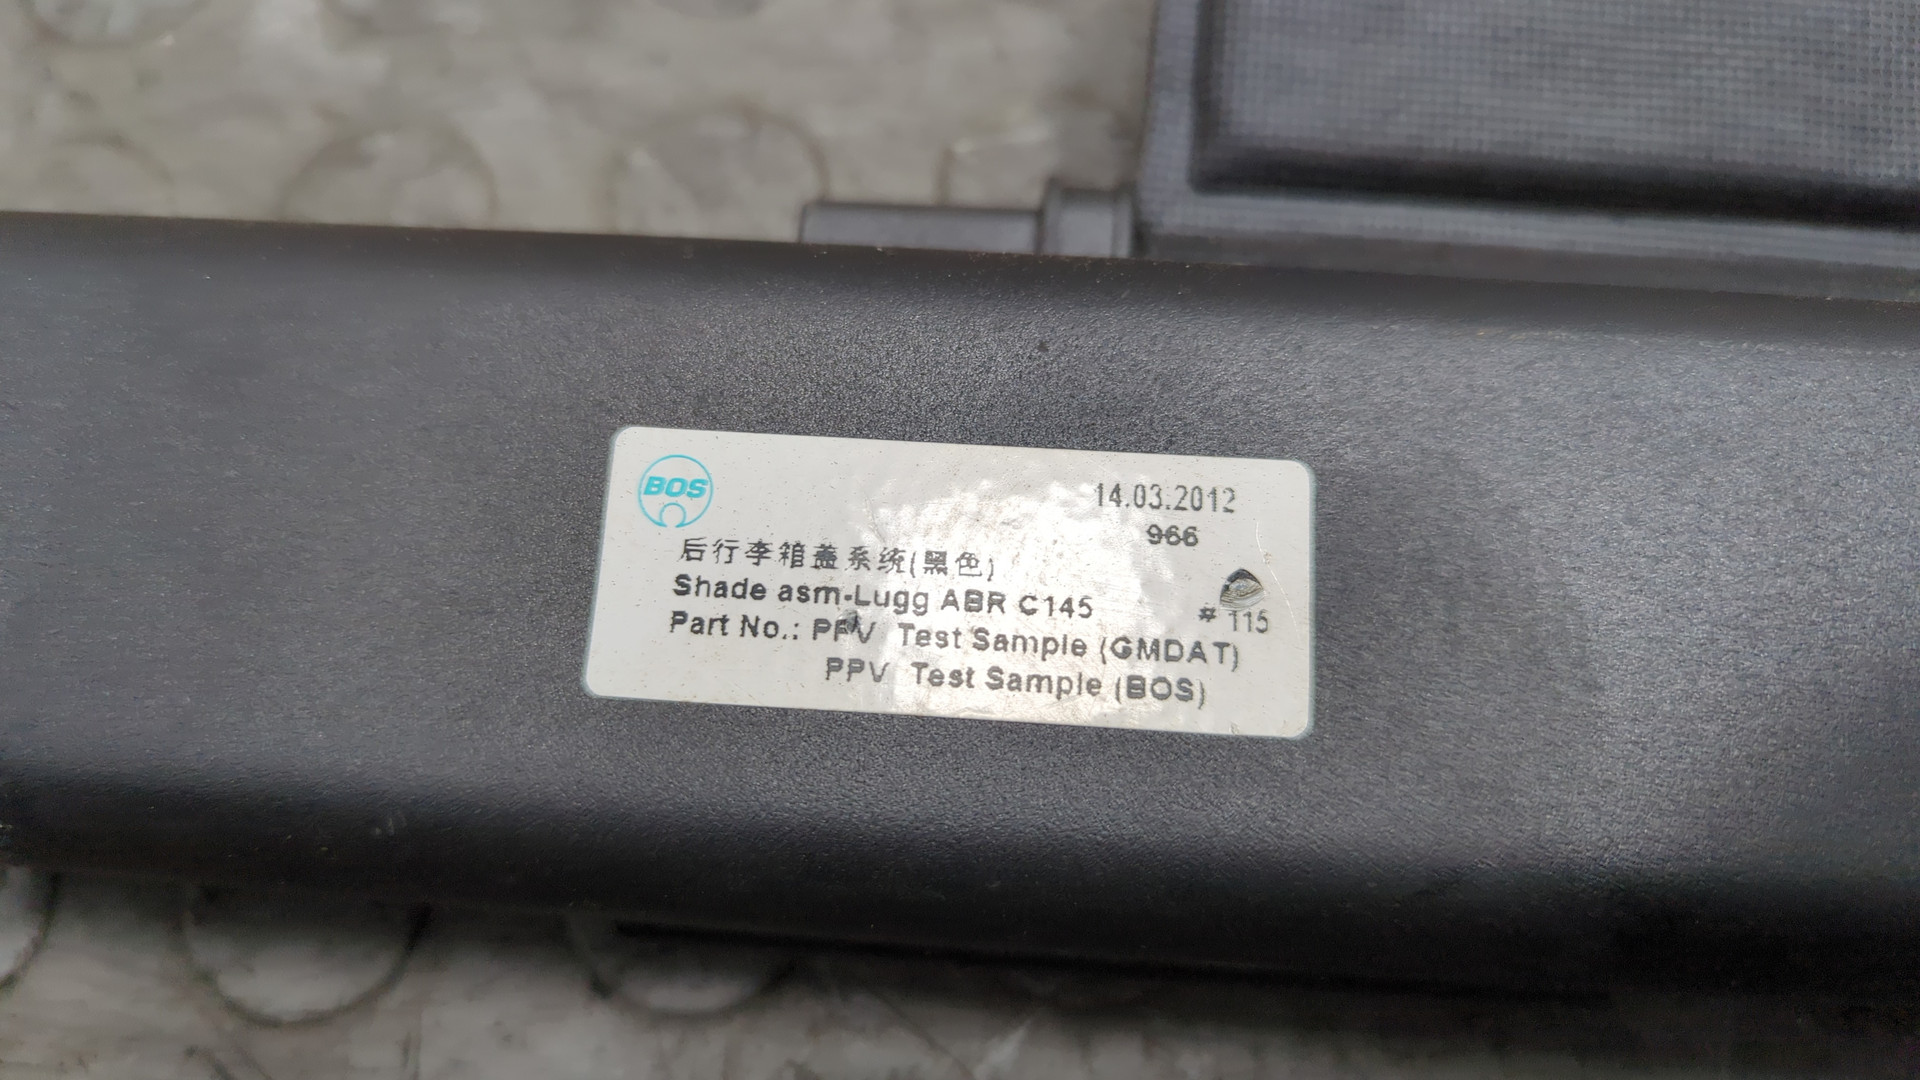 BOS
14.03.2012
966
后行李箱盖系统(黑色)
Shade asm-Lugg ABR C145
# 115
Part No.: PPV Test Sample (GMDAT)
PPV Test Sample (BOS)